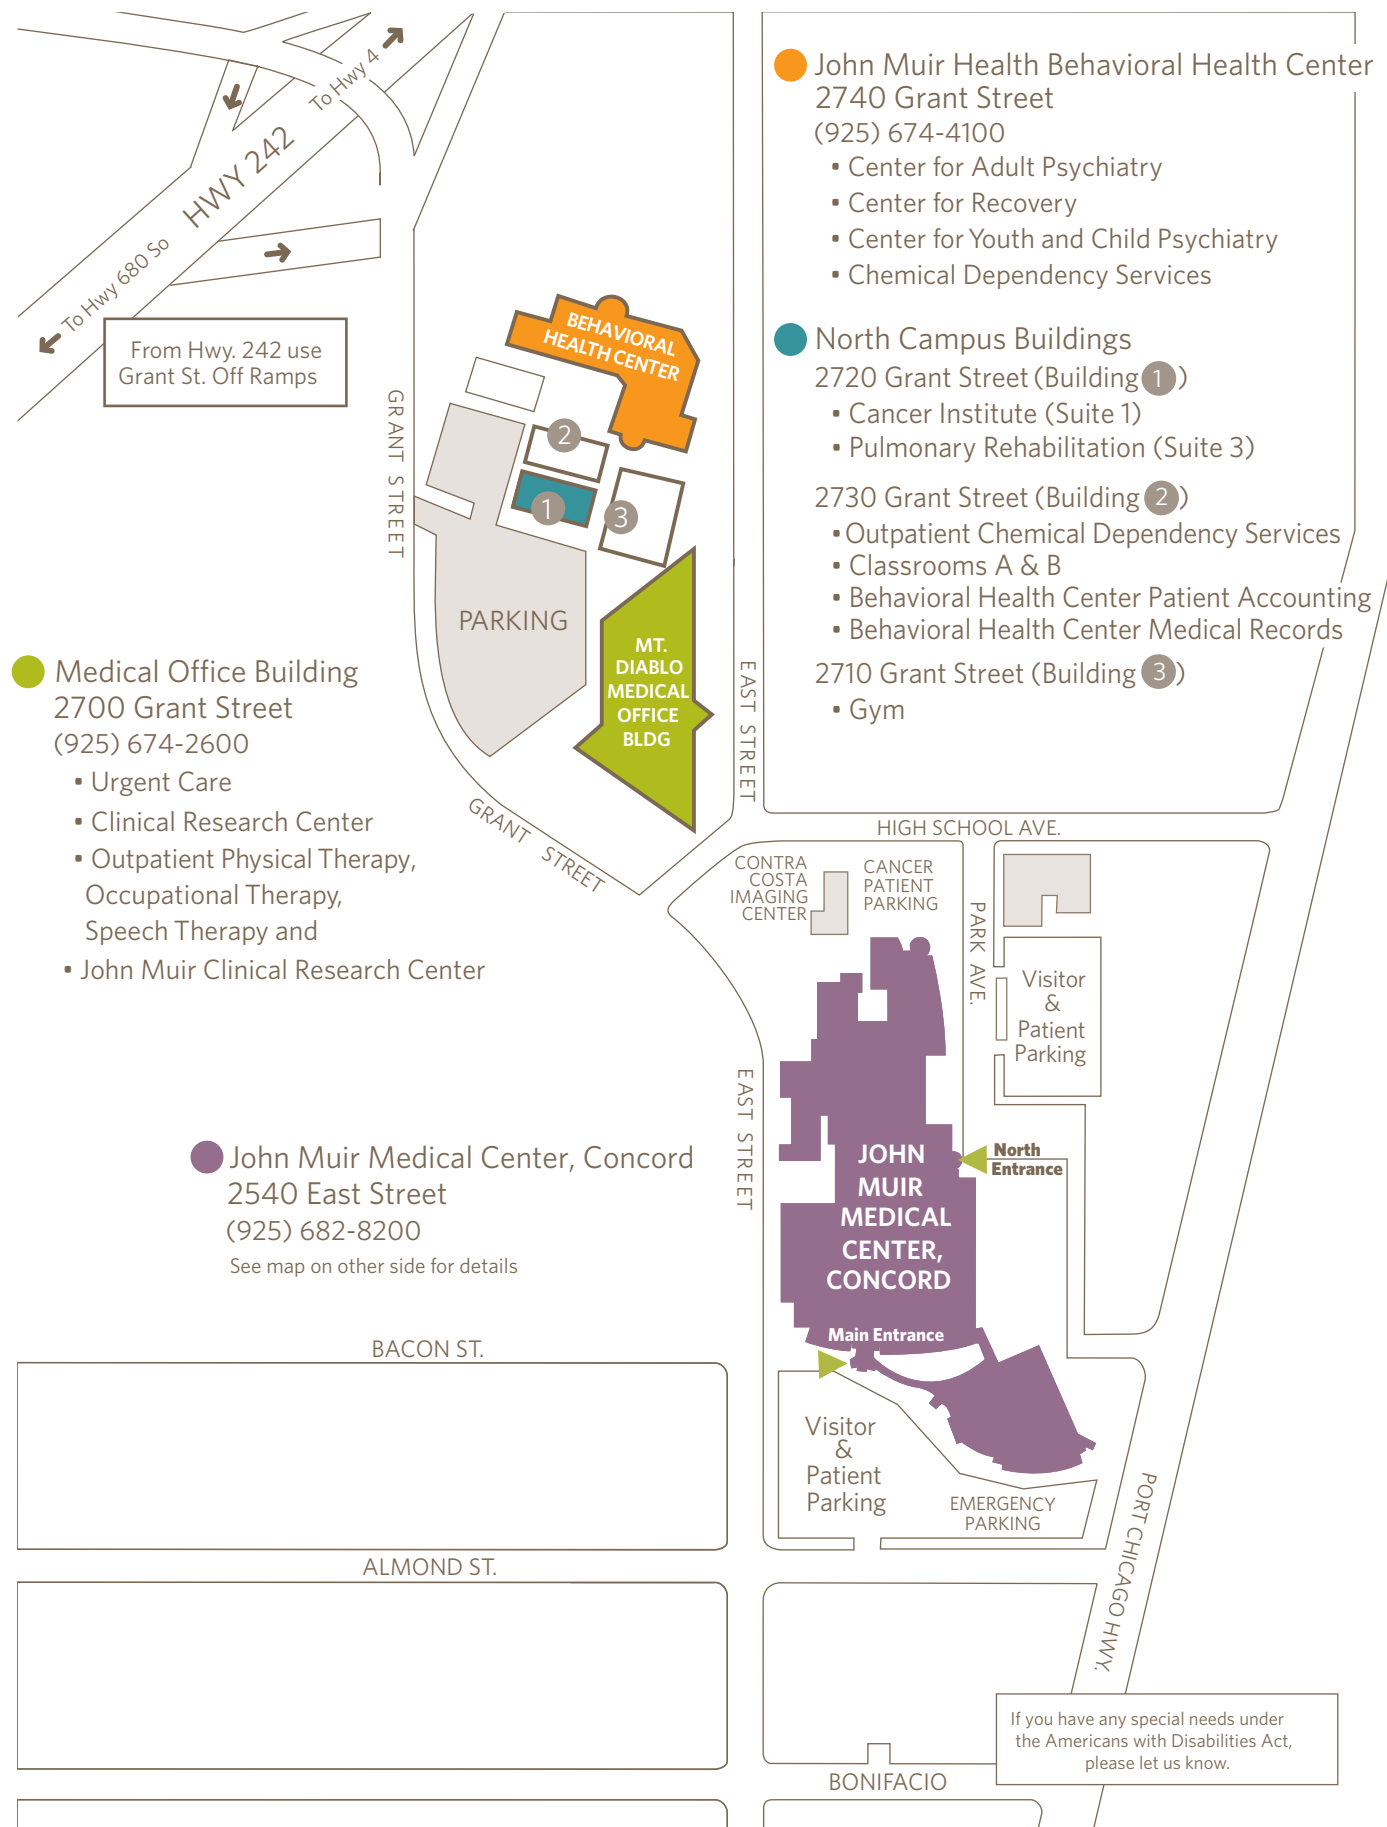 To Hwy 4
HWY 242
To Hwy 680 So
From Hwy. 242 use
Grant St. Off Ramps
John Muir Health Behavioral Health Center
2740 Grant Street
(925) 674-4100
▪ Center for Adult Psychiatry
▪ Center for Recovery
▪ Center for Youth and Child Psychiatry
▪ Chemical Dependency Services
North Campus Buildings
2720 Grant Street (Building 1)
▪ Cancer Institute (Suite 1)
▪ Pulmonary Rehabilitation (Suite 3)
2730 Grant Street (Building 2)
▪ Outpatient Chemical Dependency Services
▪ Classrooms A & B
▪ Behavioral Health Center Patient Accounting
▪ Behavioral Health Center Medical Records
2710 Grant Street (Building 3)
▪ Gym
BEHAVIORAL
HEALTH CENTER
2
1
3
GRANT STREET
PARKING
MT.
DIABLO
MEDICAL
OFFICE
BLDG
EAST STREET
GRANT STREET
Medical Office Building
2700 Grant Street
(925) 674-2600
▪ Urgent Care
▪ Clinical Research Center
▪ Outpatient Physical Therapy,
Occupational Therapy,
Speech Therapy and
▪ John Muir Clinical Research Center
HIGH SCHOOL AVE.
CONTRA
COSTA
IMAGING
CENTER
CANCER
PATIENT
PARKING
PARK AVE.
Visitor
&
Patient
Parking
EAST STREET
John Muir Medical Center, Concord
2540 East Street
(925) 682-8200
See map on other side for details
JOHN
MUIR
MEDICAL
CENTER,
CONCORD
North
Entrance
Main Entrance
BACON ST.
Visitor
&
Patient
Parking
EMERGENCY
PARKING
PORT CHICAGO HWY.
ALMOND ST.
If you have any special needs under
the Americans with Disabilities Act,
please let us know.
BONIFACIO